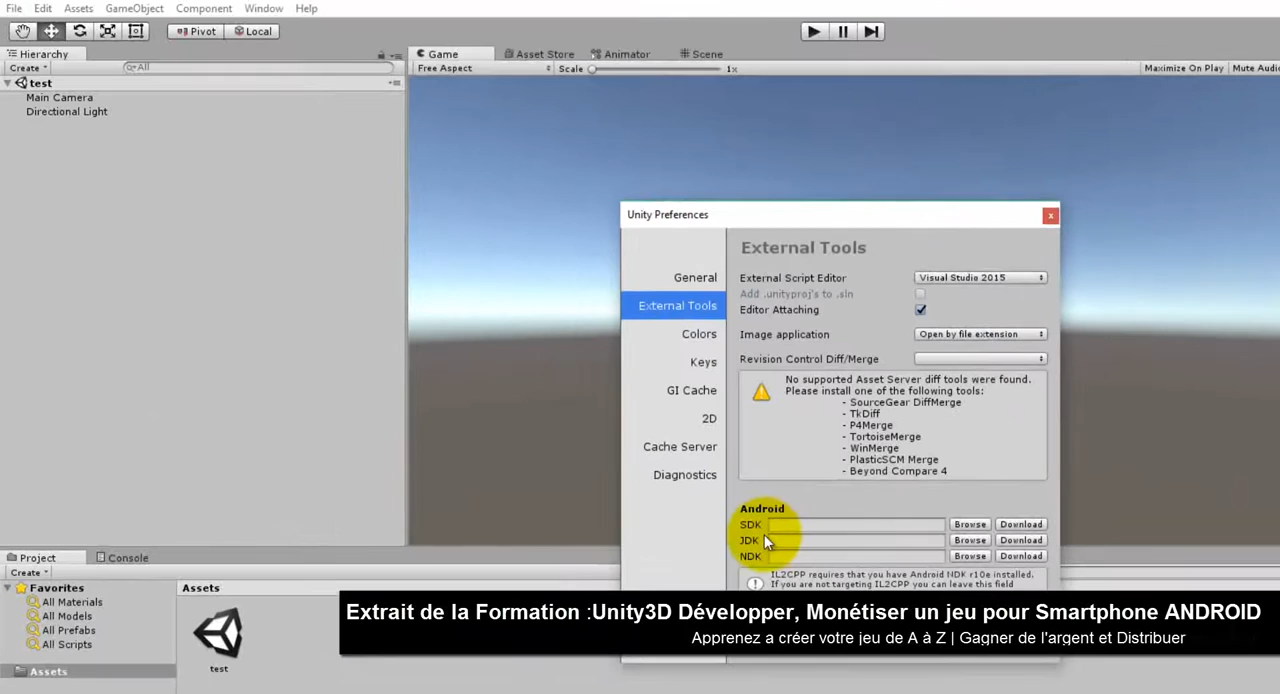 File Edit Assets GameObject Component Window Help
Pivot Local
Hierarchy
Create All
test
Main Camera
Directional Light
Game Asset Store Animator Scene
Free Aspect Scale 1x Maximize On Play Mute Audio
Unity Preferences x
General
External Tools
Colors
Keys
GI Cache
2D
Cache Server
Diagnostics
External Tools
External Script Editor Visual Studio 2015
Add .unityproj's to .sln
Editor Attaching
Image application Open by file extension
Revision Control Diff/Merge
No supported Asset Server diff tools were found.
Please install one of the following tools:
- SourceGear DiffMerge
- TkDiff
- P4Merge
- TortoiseMerge
- WinMerge
- PlasticSCM Merge
- Beyond Compare 4
Android
SDK Browse Download
JDK Browse Download
NDK Browse Download
IL2CPP requires that you have Android NDK r10e installed.
If you are not targeting IL2CPP you can leave this field
Project Console
Create
Favorites
All Materials
All Models
All Prefabs
All Scripts
Assets
Assets
test
Extrait de la Formation :Unity3D Développer, Monétiser un jeu pour Smartphone ANDROID
Apprenez a créer votre jeu de A à Z | Gagner de l'argent et Distribuer